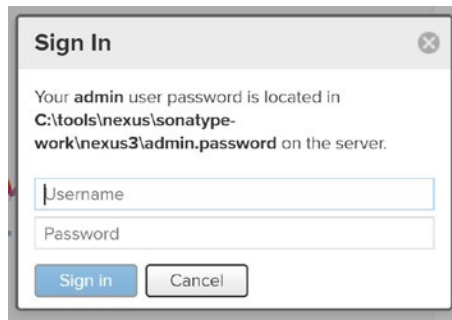 Sign In
Your admin user password is located in
C:\tools\nexus\sonatype-
work\nexus3\admin.password on the server.
Username
Password
Sign in Cancel